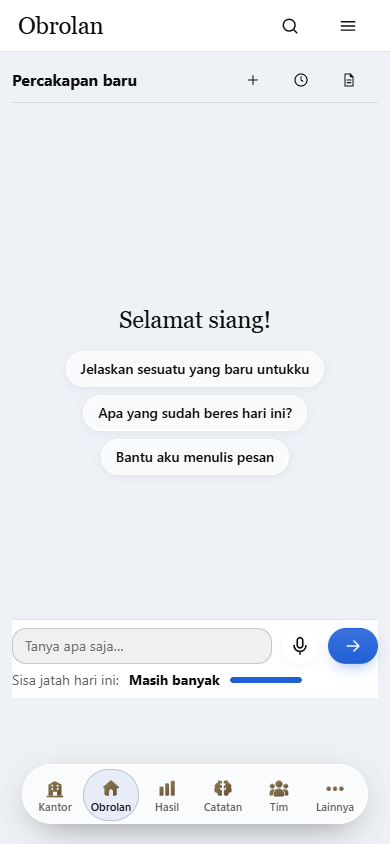 Obrolan
Percakapan baru
Selamat siang!
Jelaskan sesuatu yang baru untukku
Apa yang sudah beres hari ini?
Bantu aku menulis pesan
Tanya apa saja...
Sisa jatah hari ini: Masih banyak
Kantor Obrolan Hasil Catatan Tim Lainnya